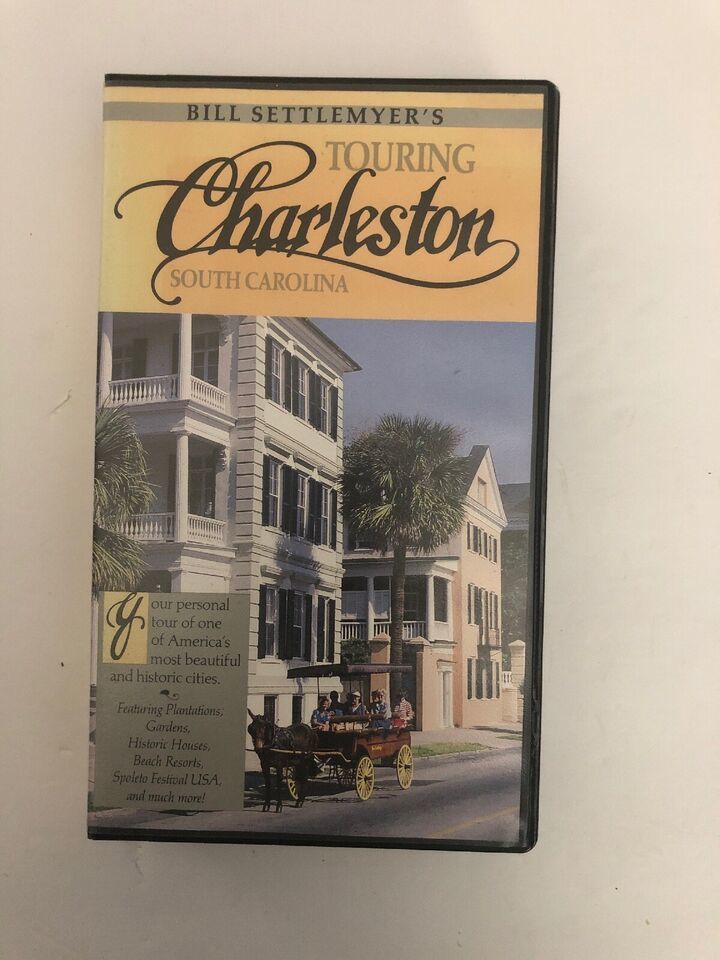 BILL SETTLEMYER'S
TOURING
Charleston
SOUTH CAROLINA
Your personal
tour of one
of America's
most beautiful
and historic cities.
Featuring Plantations,
Gardens,
Historic Houses,
Beach Resorts,
Spoleto Festival USA,
and much more!